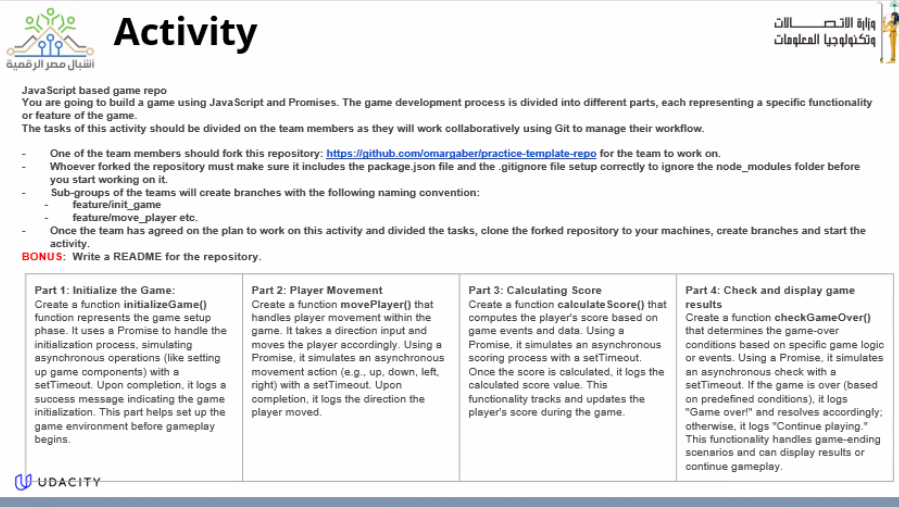 Activity
أشبال مصر الرقمية
وزارة الاتصـــالات
وتكنولوجيا المعلومات
JavaScript based game repo
You are going to build a game using JavaScript and Promises. The game development process is divided into different parts, each representing a specific functionality
or feature of the game.
The tasks of this activity should be divided on the team members as they will work collaboratively using Git to manage their workflow.
- One of the team members should fork this repository: https://github.com/omargaber/practice-template-repo for the team to work on.
- Whoever forked the repository must make sure it includes the package.json file and the .gitignore file setup correctly to ignore the node_modules folder before
you start working on it.
- Sub-groups of the teams will create branches with the following naming convention:
- feature/init_game
- feature/move_player etc.
- Once the team has agreed on the plan to work on this activity and divided the tasks, clone the forked repository to your machines, create branches and start the
activity.
BONUS: Write a README for the repository.
Part 1: Initialize the Game:
Create a function initializeGame()
function represents the game setup
phase. It uses a Promise to handle the
initialization process, simulating
asynchronous operations (like setting
up game components) with a
setTimeout. Upon completion, it logs a
success message indicating the game
initialization. This part helps set up the
game environment before gameplay
begins.
Part 2: Player Movement
Create a function movePlayer() that
handles player movement within the
game. It takes a direction input and
moves the player accordingly. Using a
Promise, it simulates an asynchronous
movement action (e.g., up, down, left,
right) with a setTimeout. Upon
completion, it logs the direction the
player moved.
Part 3: Calculating Score
Create a function calculateScore() that
computes the player's score based on
game events and data. Using a
Promise, it simulates an asynchronous
scoring process with a setTimeout.
Once the score is calculated, it logs the
calculated score value. This
functionality tracks and updates the
player's score during the game.
Part 4: Check and display game
results
Create a function checkGameOver()
that determines the game-over
conditions based on specific game logic
or events. Using a Promise, it simulates
an asynchronous check with a
setTimeout. If the game is over (based
on predefined conditions), it logs
"Game over!" and resolves accordingly;
otherwise, it logs "Continue playing."
This functionality handles game-ending
scenarios and can display results or
continue gameplay.
UDACITY